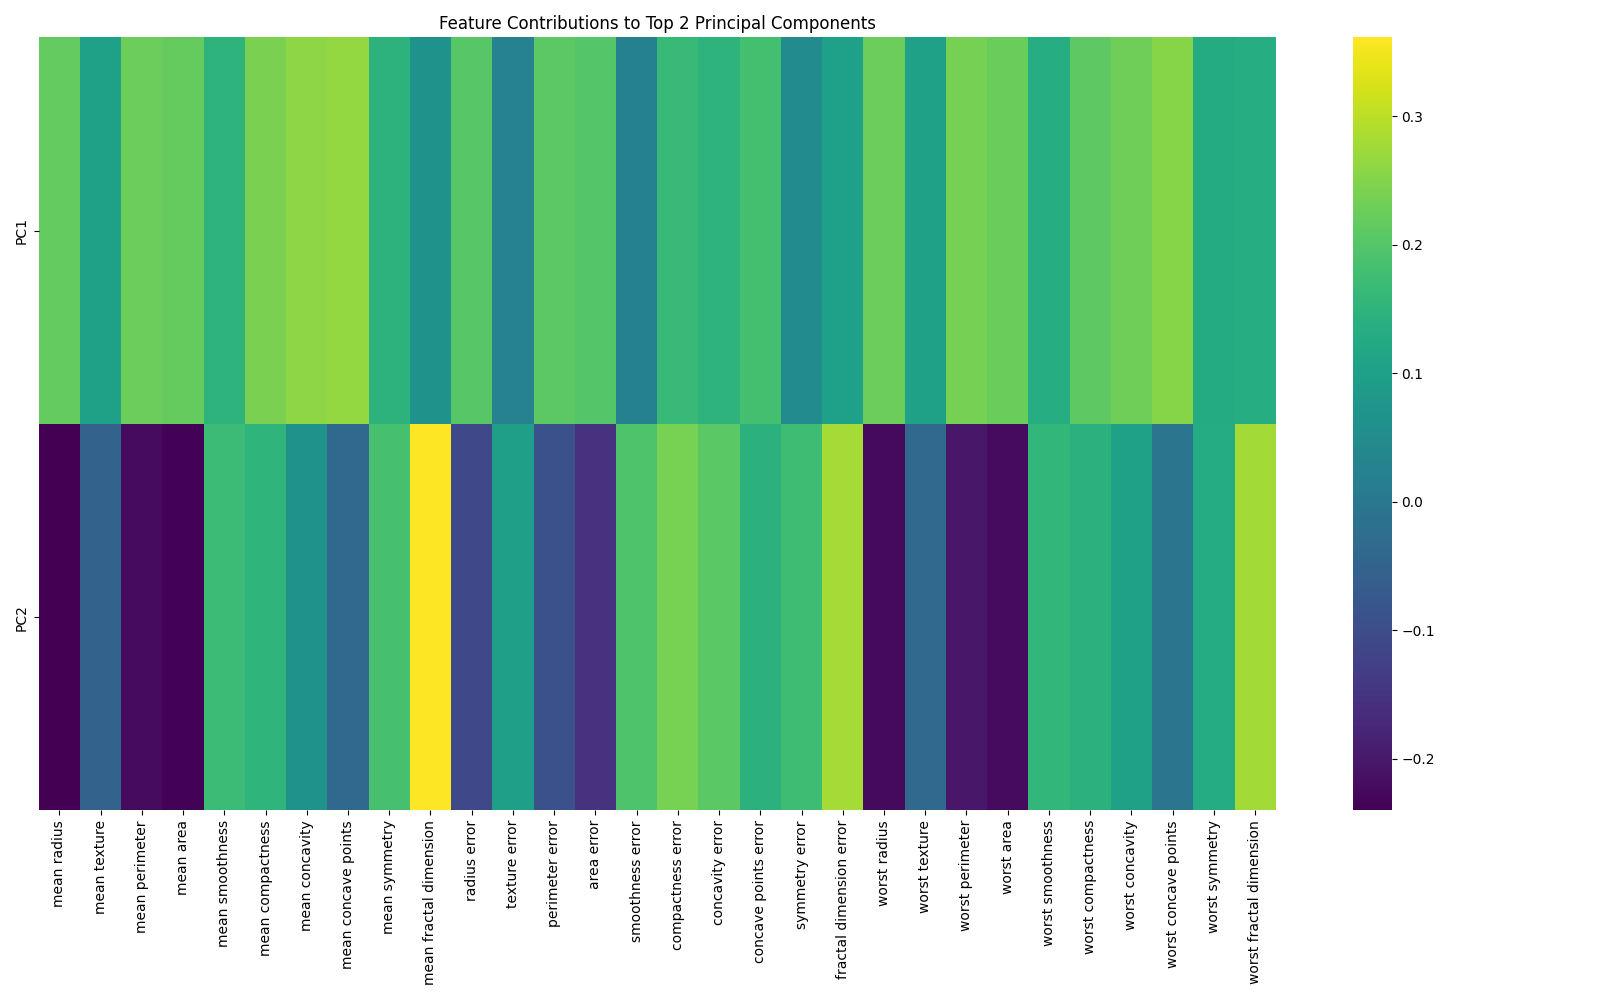 Feature Contributions to Top 2 Principal Components
PC1
PC2
mean radius
mean texture
mean perimeter
mean area
mean smoothness
mean compactness
mean concavity
mean concave points
mean symmetry
mean fractal dimension
radius error
texture error
perimeter error
area error
smoothness error
compactness error
concavity error
concave points error
symmetry error
fractal dimension error
worst radius
worst texture
worst perimeter
worst area
worst smoothness
worst compactness
worst concavity
worst concave points
worst symmetry
worst fractal dimension
0.3
0.2
0.1
0.0
−0.1
−0.2